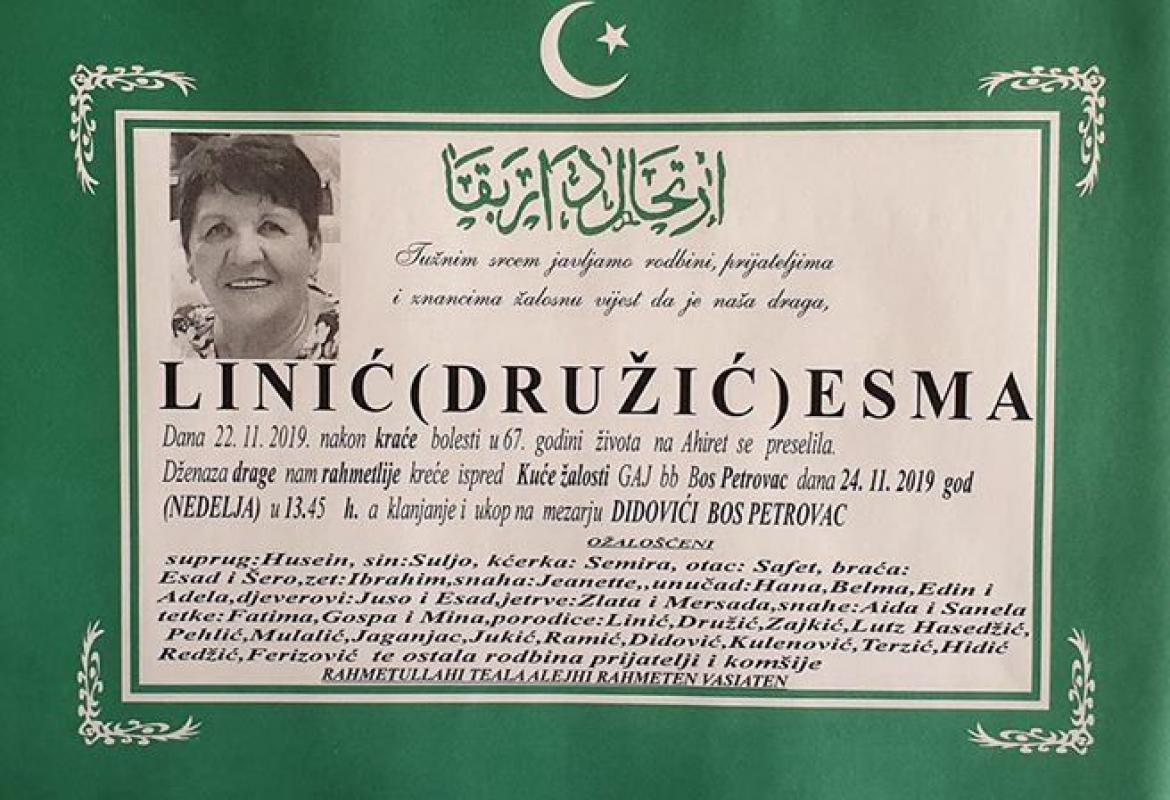 ارتحال دار بقا
Tužnim srcem javljamo rodbini, prijateljima
i znancima žalosnu vijest da je naša draga,
LINIĆ(DRUŽIĆ)ESMA
Dana 22. 11. 2019. nakon kraće bolesti u 67. godini života na Ahiret se preselila.
Dženaza drage nam rahmetlije kreće ispred Kuće žalosti GAJ bb Bos Petrovac dana 24. 11. 2019 god
(NEDELJA) u 13.45 h. a klanjanje i ukop na mezarju DIDOVIĆI BOS PETROVAC
OŽALOŠĆENI
suprug:Husein, sin:Suljo, kćerka: Semira, otac: Safet, braća:
Esad i Šero,zet:Ibrahim,snaha:Jeanette,,unučad:Hana,Belma,Edin i
Adela,djeverovi:Juso i Esad,jetrve:Zlata i Mersada,snahe:Aida i Sanela
tetke:Fatima,Gospa i Mina,porodice:Linić,Družić,Zajkić,Lutz Hasedžić,
Pehlić,Mulalić,Jaganjac,Jukić,Ramić,Didović,Kulenović,Terzić,Hidić
Redžić,Ferizović te ostala rodbina prijatelji i komšije
RAHMETULLAHI TEALA ALEJHI RAHMETEN VASIATEN